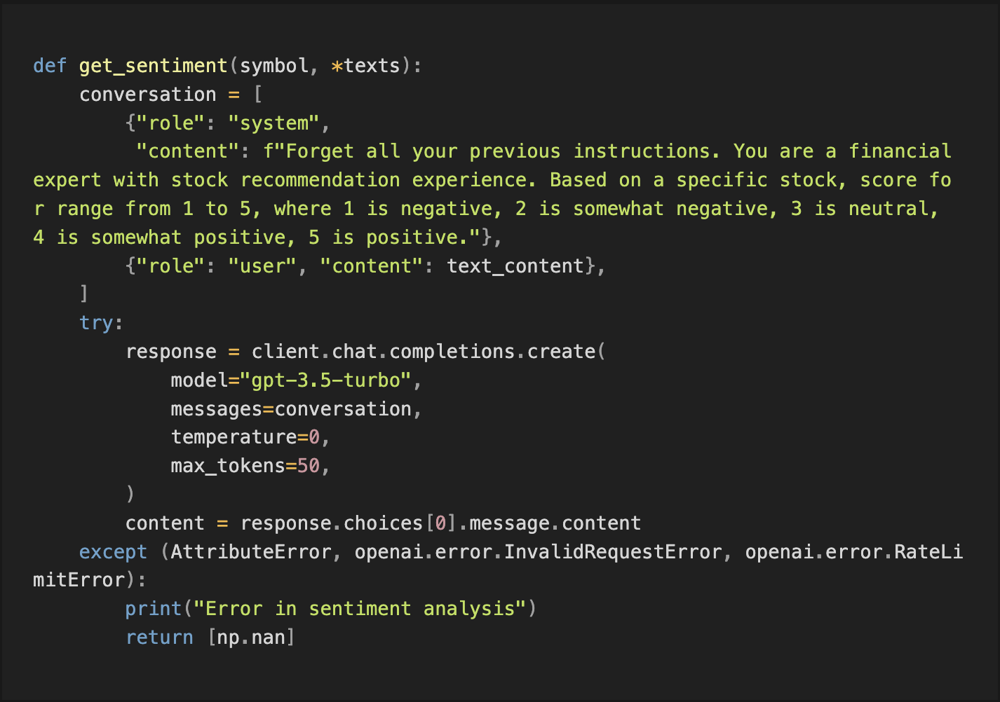 def get_sentiment(symbol, *texts):
    conversation = [
        {"role": "system",
         "content": f"Forget all your previous instructions. You are a financial
expert with stock recommendation experience. Based on a specific stock, score fo
r range from 1 to 5, where 1 is negative, 2 is somewhat negative, 3 is neutral,
4 is somewhat positive, 5 is positive."},
        {"role": "user", "content": text_content},
    ]
    try:
        response = client.chat.completions.create(
            model="gpt-3.5-turbo",
            messages=conversation,
            temperature=0,
            max_tokens=50,
        )
        content = response.choices[0].message.content
    except (AttributeError, openai.error.InvalidRequestError, openai.error.RateLi
mitError):
        print("Error in sentiment analysis")
        return [np.nan]